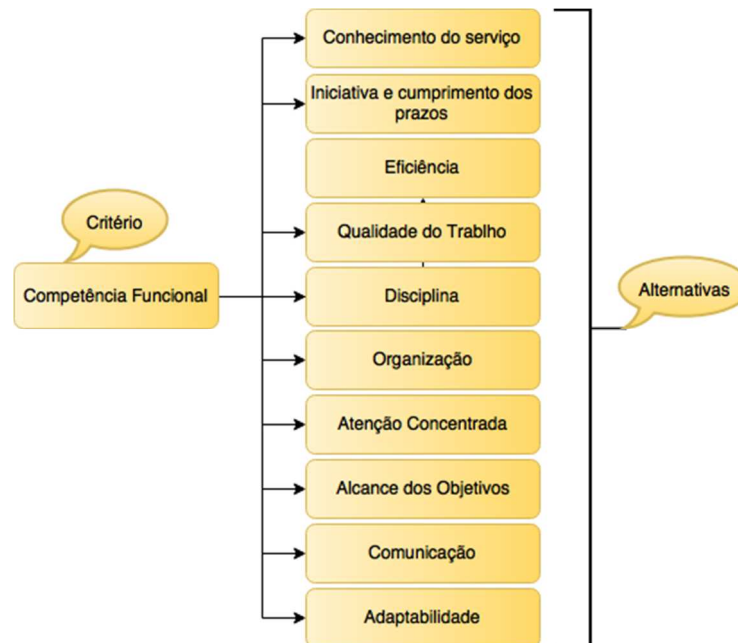 Conhecimento do serviço
Iniciativa e cumprimento dos
prazos
Eficiência
Critério
Qualidade do Trablho
Competência Funcional
Disciplina
Alternativas
Organização
Atenção Concentrada
Alcance dos Objetivos
Comunicação
Adaptabilidade